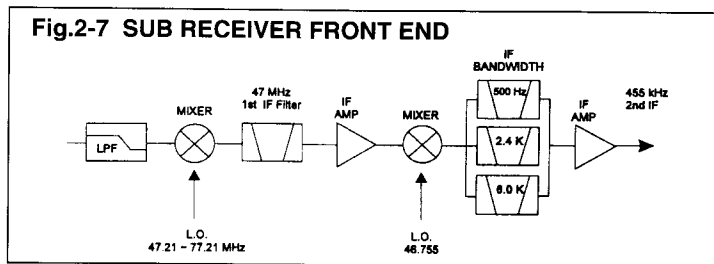 Fig.2-7 SUB RECEIVER FRONT END
IF
BANDWIDTH
47 MHz
1st IF Filter
IF
AMP
500 Hz
455 kHz
2nd IF
MIXER
MIXER
IF
AMP
LPF
2.4 K
6.0 K
L.O.
47.21 – 77.21 MHz
L.O.
46.755